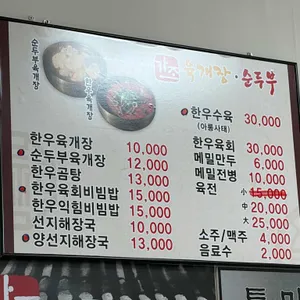 육개장·순두부
순두부육개장
한우육개장 10,000
순두부육개장 12,000
한우곰탕 13,000
한우육회비빔밥 15,000
한우익힘비빔밥 15,000
선지해장국 10,000
양선지해장국 13,000
한우수육 30,000
(아롱사태)
한우육회 30,000
메밀만두 6,000
메밀전병 10,000
육전 小 15,000
中 20,000
大 25,000
소주/맥주 4,000
음료수 2,000